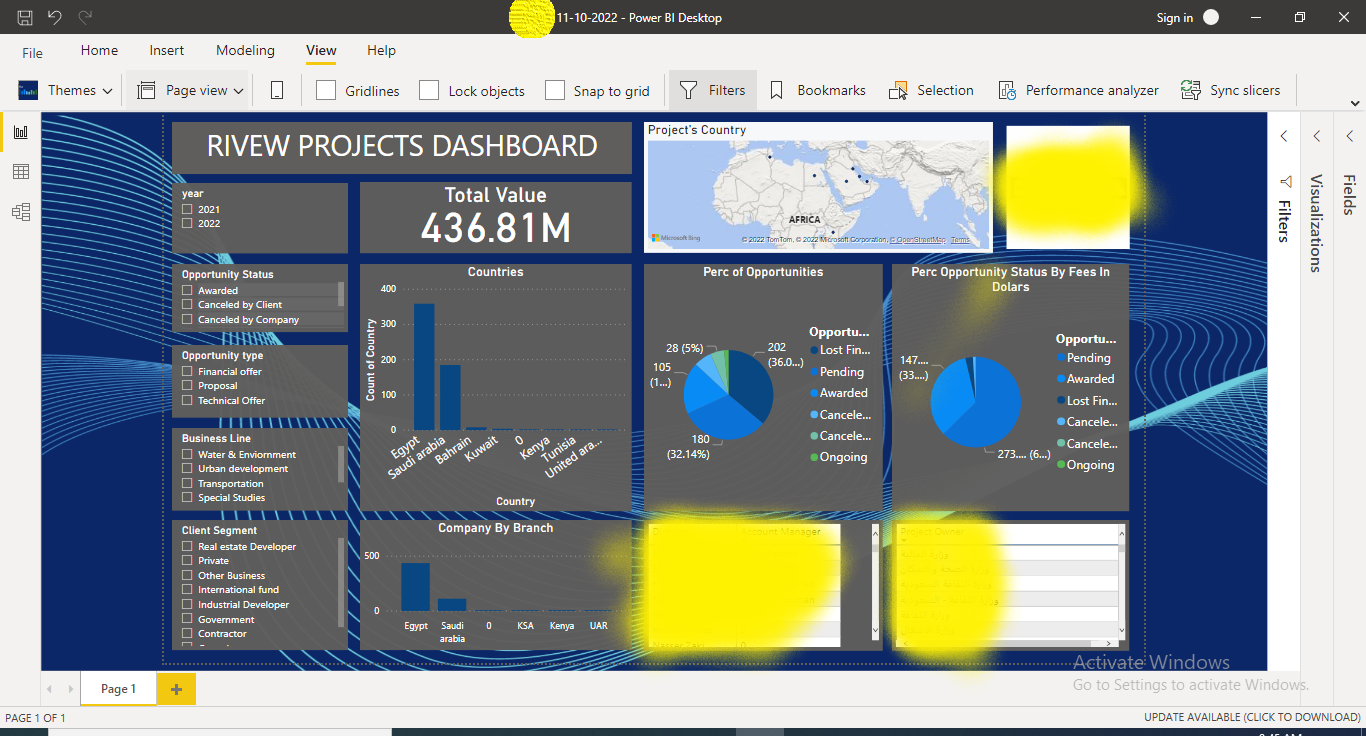 11-10-2022 - Power BI Desktop
Sign in
File
Home
Insert
Modeling
View
Help
Themes
Page view
Gridlines
Lock objects
Snap to grid
Filters
Bookmarks
Selection
Performance analyzer
Sync slicers
RIVEW PROJECTS DASHBOARD
year
2021
2022
Total Value
436.81M
Project's Country
AFRICA
Microsoft Bing
© 2022 TomTom, © 2022 Microsoft Corporation, © OpenStreetMap Terms
Filters
Visualizations
Fields
Opportunity Status
Awarded
Canceled by Client
Canceled by Company
Opportunity type
Financial offer
Proposal
Technical Offer
Business Line
Water & Enviornment
Urban development
Transportation
Special Studies
Client Segment
Real estate Developer
Private
Other Business
International fund
Industrial Developer
Government
Contractor
Countries
Count of Country
400
300
200
100
0
Egypt
Saudi arabia
Bahrain
Kuwait
0
Kenya
Tunisia
United ara...
Country
Company By Branch
500
0
Egypt
Saudi
arabia
0
KSA
Kenya
UAR
Perc of Opportunities
28 (5%)
202
(36.0...)
105
(1...)
180
(32.14%)
Opportu...
Lost Fin...
Pending
Awarded
Cancele...
Cancele...
Ongoing
Perc Opportunity Status By Fees In
Dolars
147....
(33....)
273.... (6...)
Opportu...
Pending
Awarded
Lost Fin...
Cancele...
Cancele...
Ongoing
Account Manager
Project Owner
Activate Windows
Go to Settings to activate Windows.
Page 1
PAGE 1 OF 1
UPDATE AVAILABLE (CLICK TO DOWNLOAD)